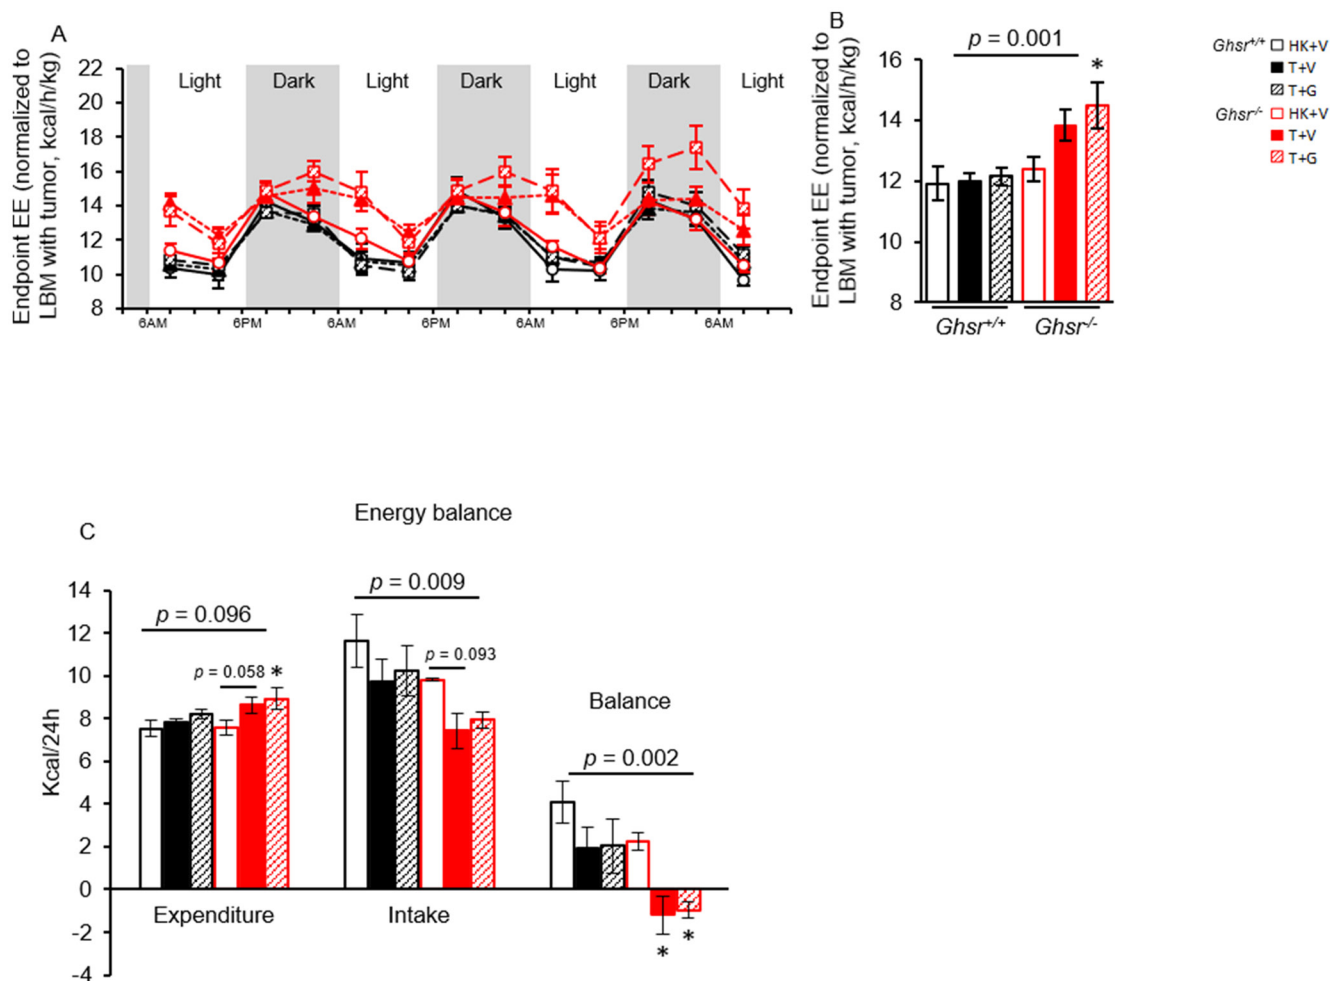 A
Endpoint EE (normalized to
LBM with tumor, kcal/h/kg)
22
20
18
16
14
12
10
8
Light
Dark
Light
Dark
Light
Dark
Light
6AM
6PM
6AM
6PM
6AM
6PM
6AM
B
Endpoint EE (normalized to
LBM with tumor, kcal/h/kg)
16
14
12
10
8
p = 0.001
*
Ghsr+/+
Ghsr-/-
Ghsr+/+ HK+V
T+V
T+G
Ghsr-/- HK+V
T+V
T+G
C
Energy balance
Kcal/24h
14
12
10
8
6
4
2
0
-2
-4
p = 0.096
p = 0.058 *
Expenditure
p = 0.009
p = 0.093
Intake
Balance
p = 0.002
*
*